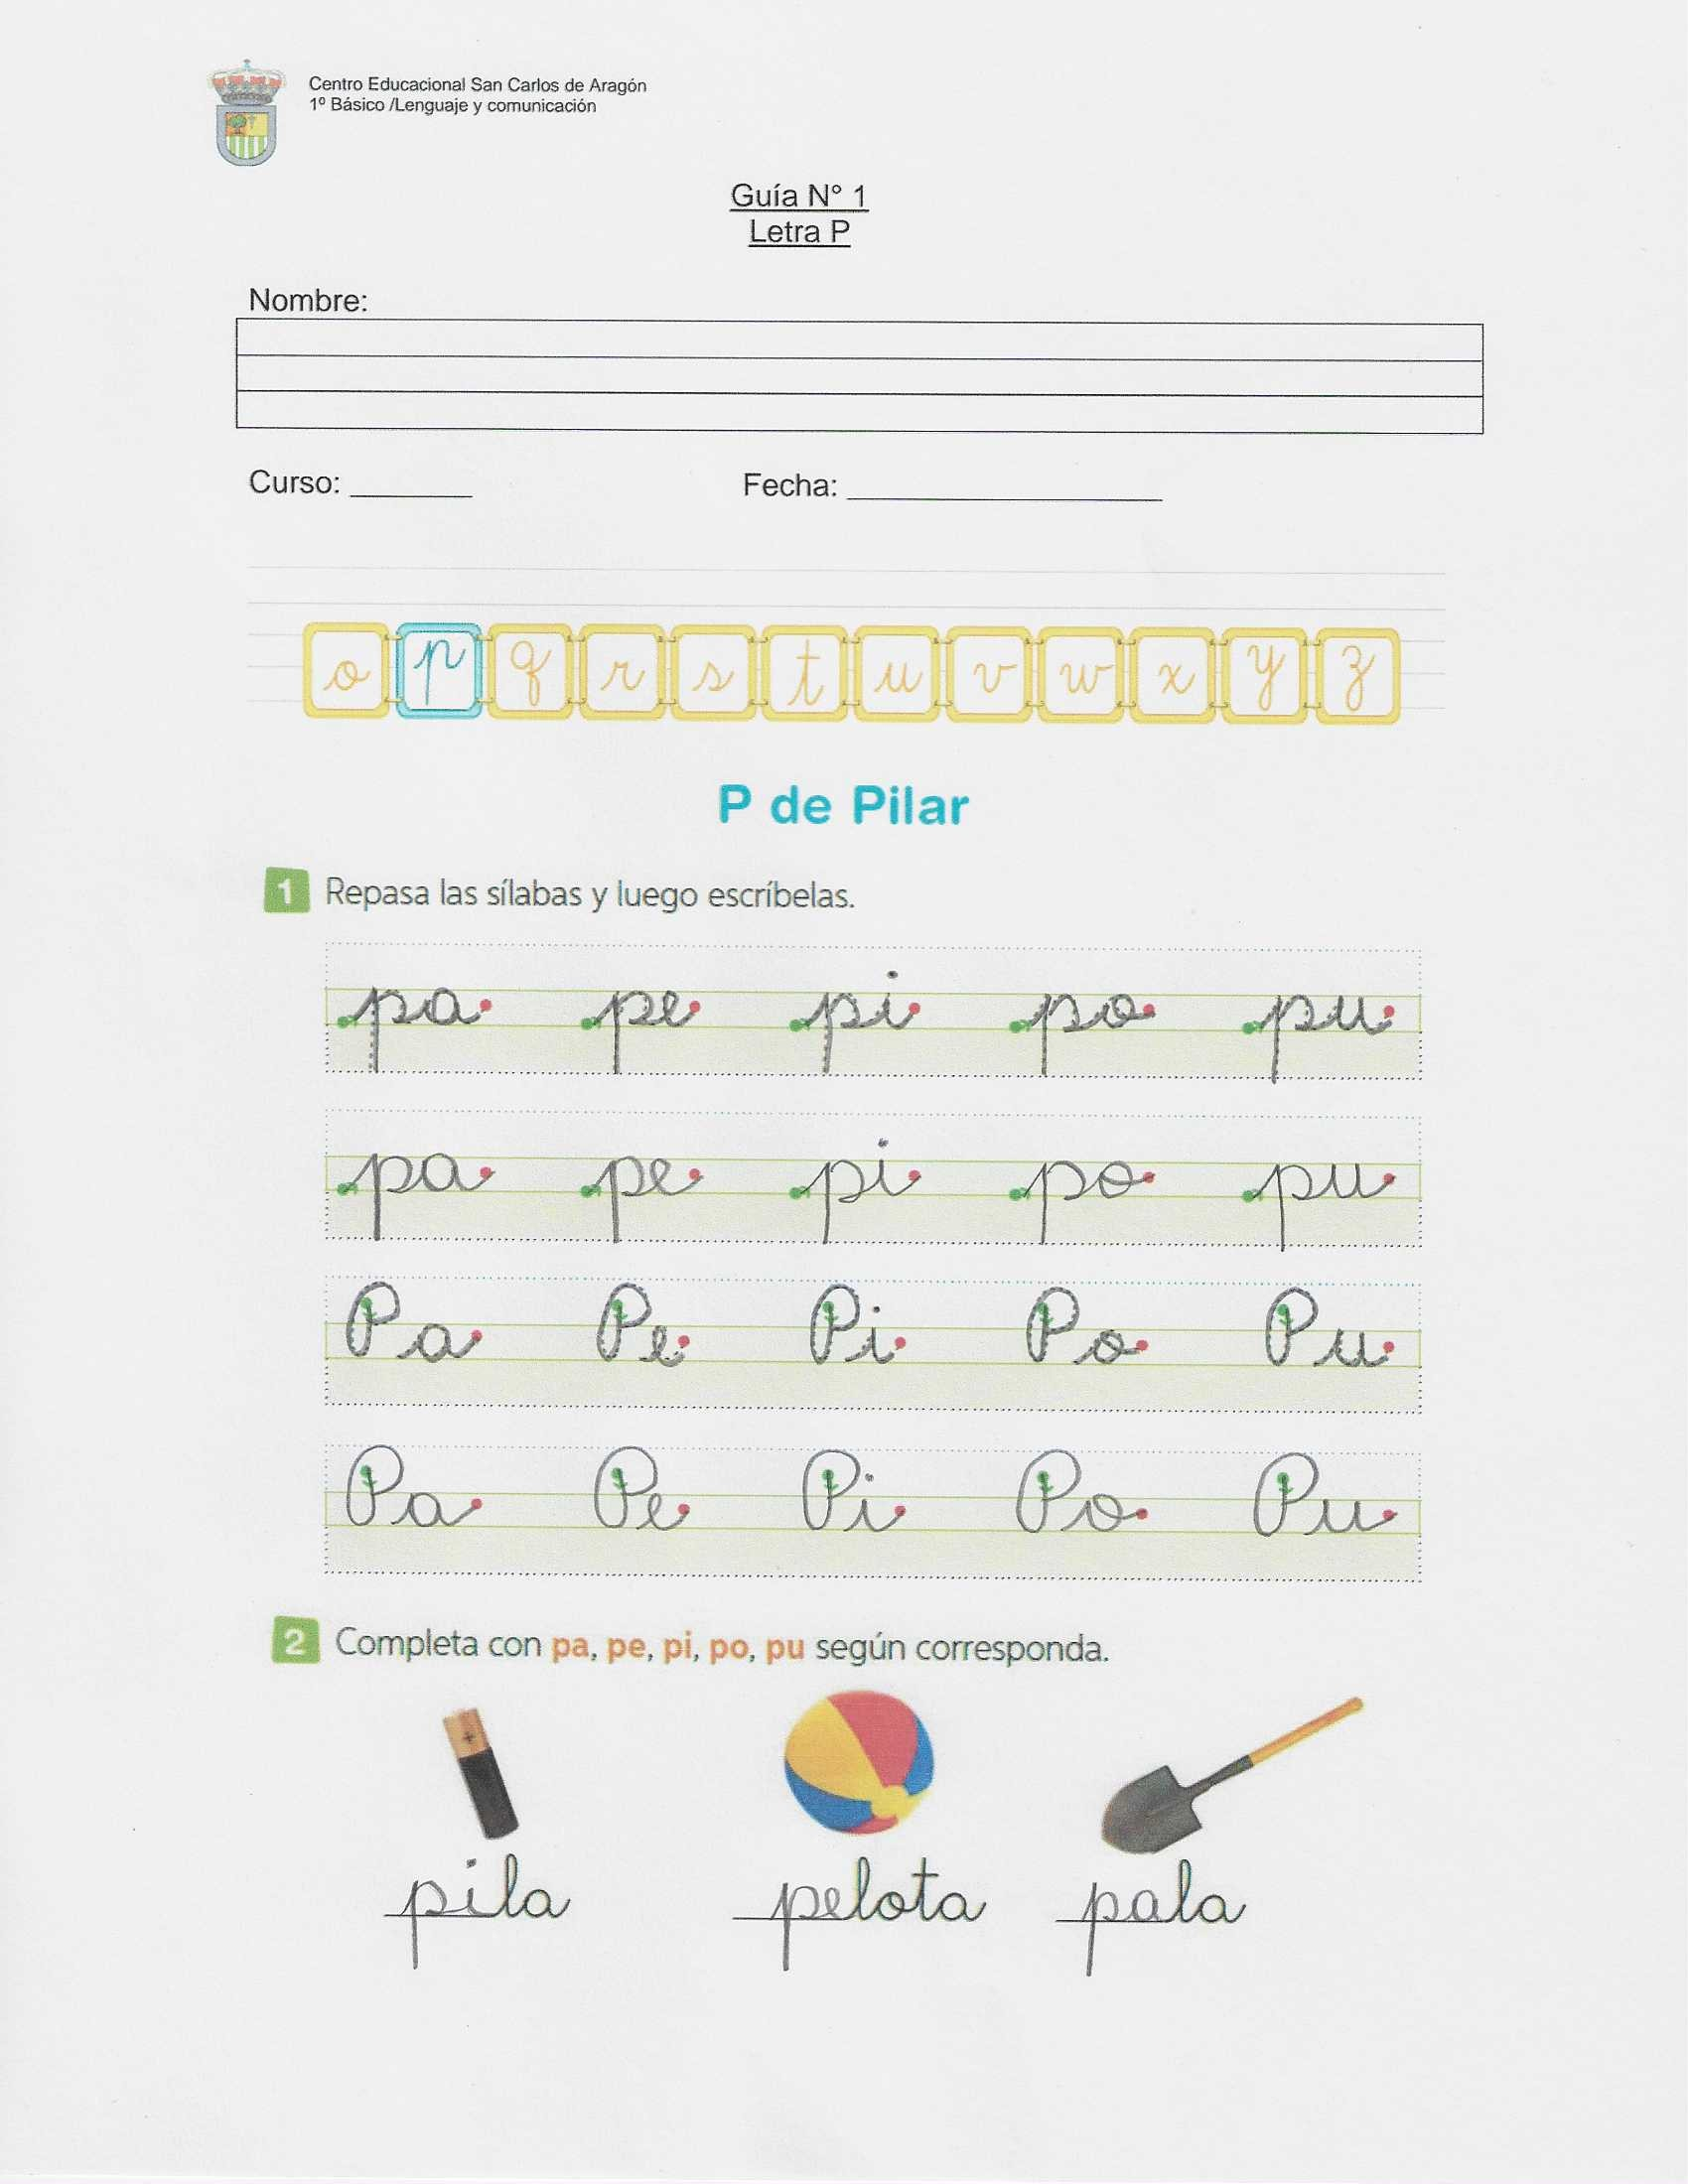 Centro Educacional San Carlos de Aragón
1º Básico /Lenguaje y comunicación
Guía N° 1
Letra P
Nombre:
Curso: _______ Fecha: __________________
o p q r s t u v w x y z
P de Pilar
1 Repasa las sílabas y luego escríbelas.
pa pe pi po pu
pa pe pi po pu
Pa Pe Pi Po Pu
Pa Pe Pi Po Pu
2 Completa con pa, pe, pi, po, pu según corresponda.
+
pila pelota pala